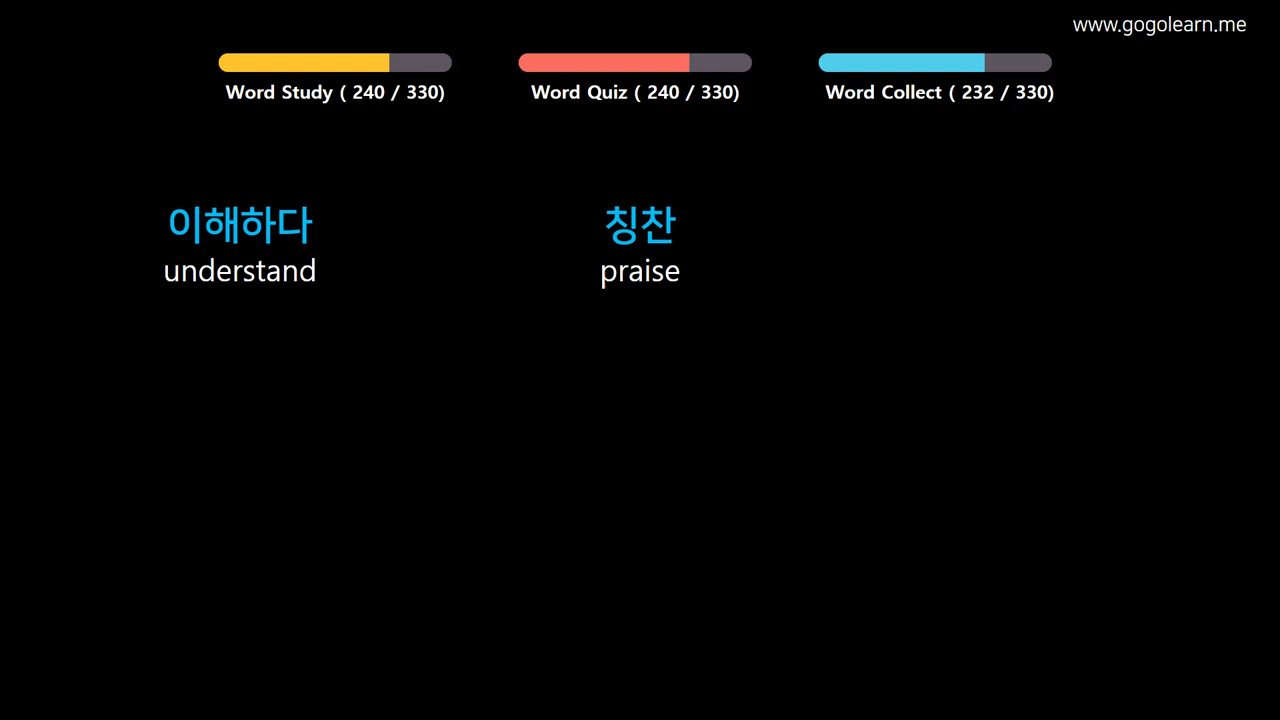 www.gogolearn.me
Word Study ( 240 / 330)
Word Quiz ( 240 / 330)
Word Collect ( 232 / 330)
이해하다
understand
칭찬
praise